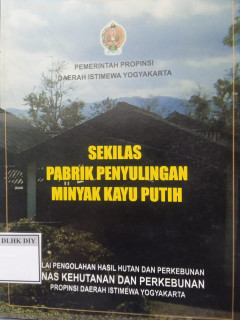 PEMERINTAH PROPINSI
DAERAH ISTIMEWA YOGYAKARTA
SEKILAS
PABRIK PENYULINGAN
MINYAK KAYU PUTIH
DLHK DIY
LAI PENGOLAHAN HASIL HUTAN DAN PERKEBUNAN
NAS KEHUTANAN DAN PERKEBUNAN
PROPINSI DAERAH ISTIMEWA YOGYAKARTA